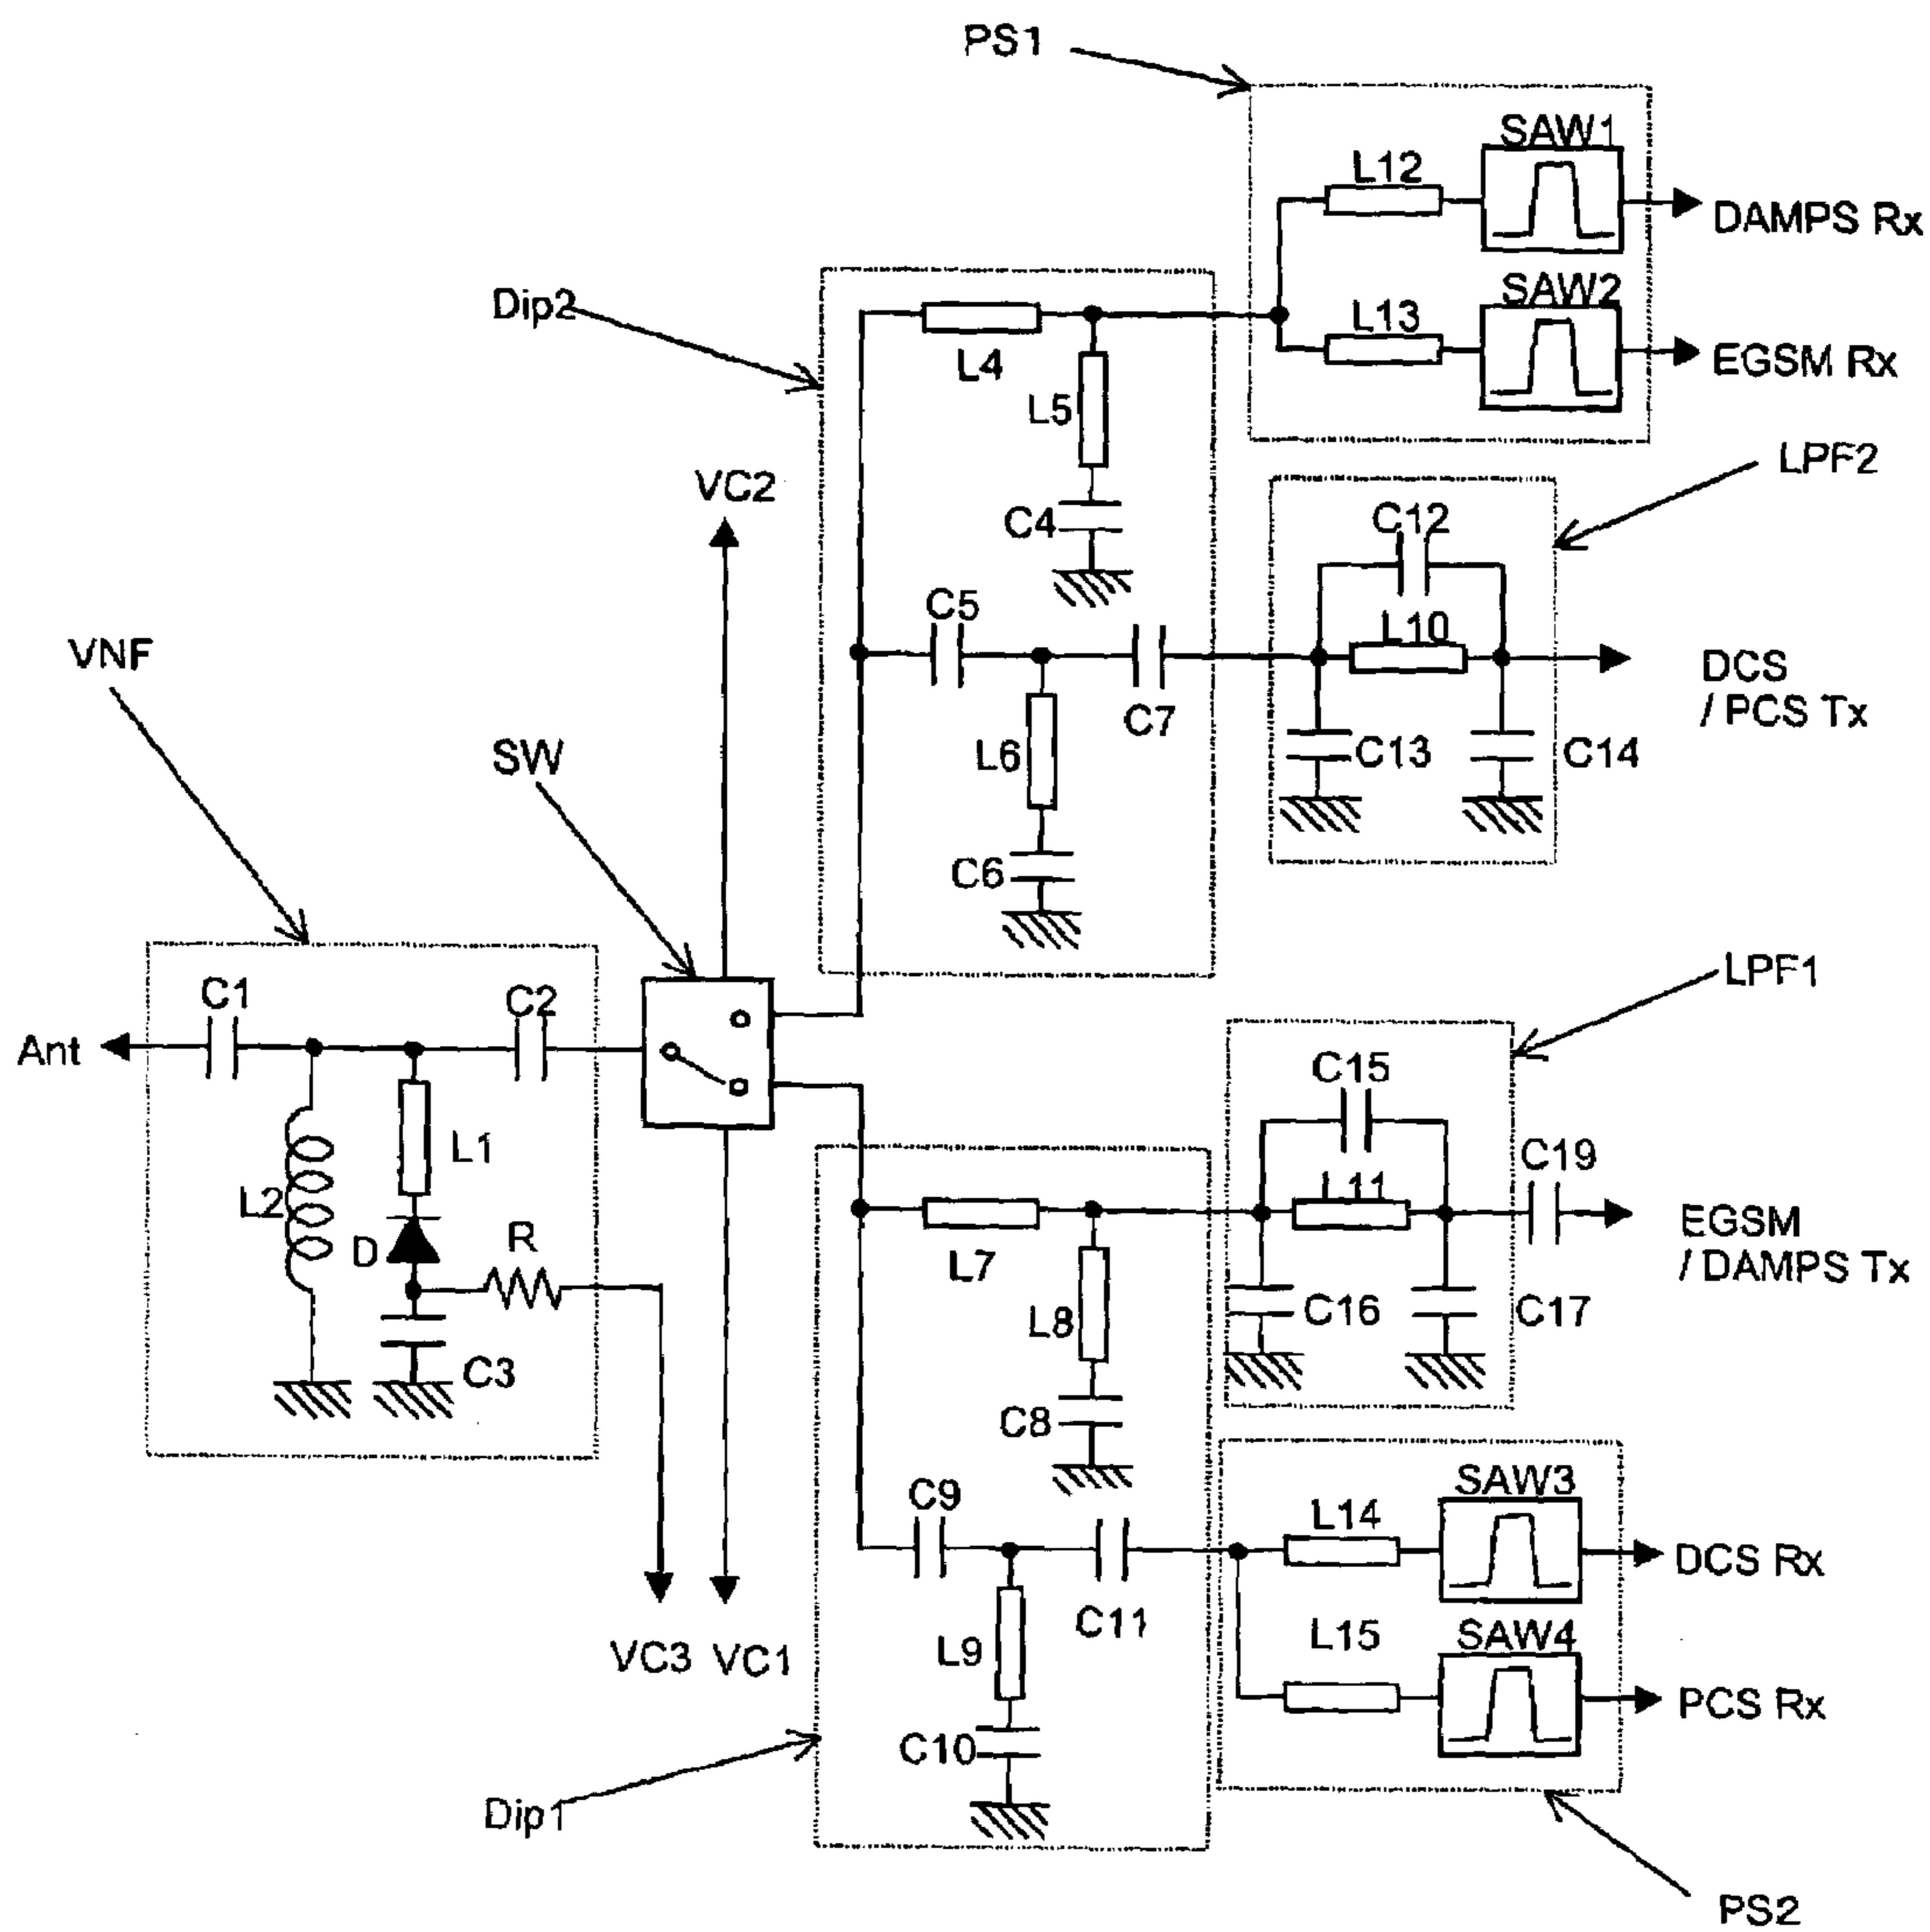 PS1
SAW1
L12
DAMPS Rx
SAW2
L13
EGSM Rx
Dip2
L4
L5
C4
LPF2
VC2
C12
C5
L10
DCS
/ PCS Tx
C7
C13
C14
L6
C6
VNF
SW
LPF1
C1
C2
Ant
C15
L1
L2
C19
L11
EGSM
/ DAMPS Tx
D
R
L7
L8
C16
C17
C3
C8
C9
SAW3
L14
DCS Rx
C11
L9
L15
SAW4
VC3
VC1
PCS Rx
C10
Dip1
PS2